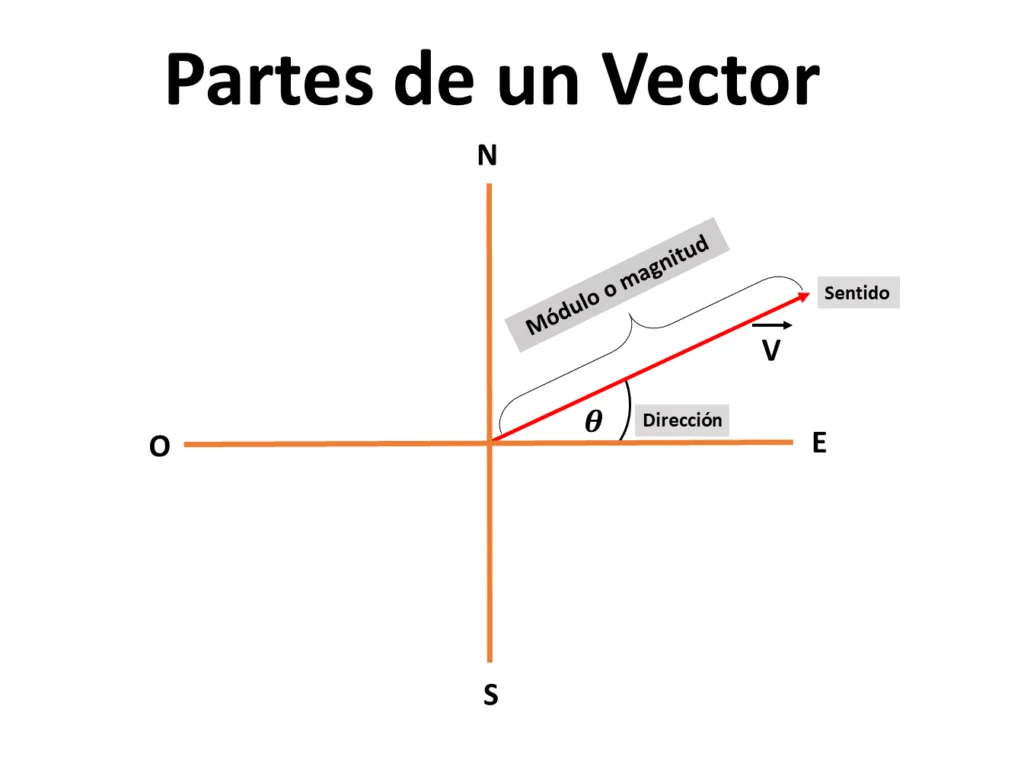 Partes de un Vector
N
Módulo o magnitud
Sentido
V
θ
Dirección
O
E
S